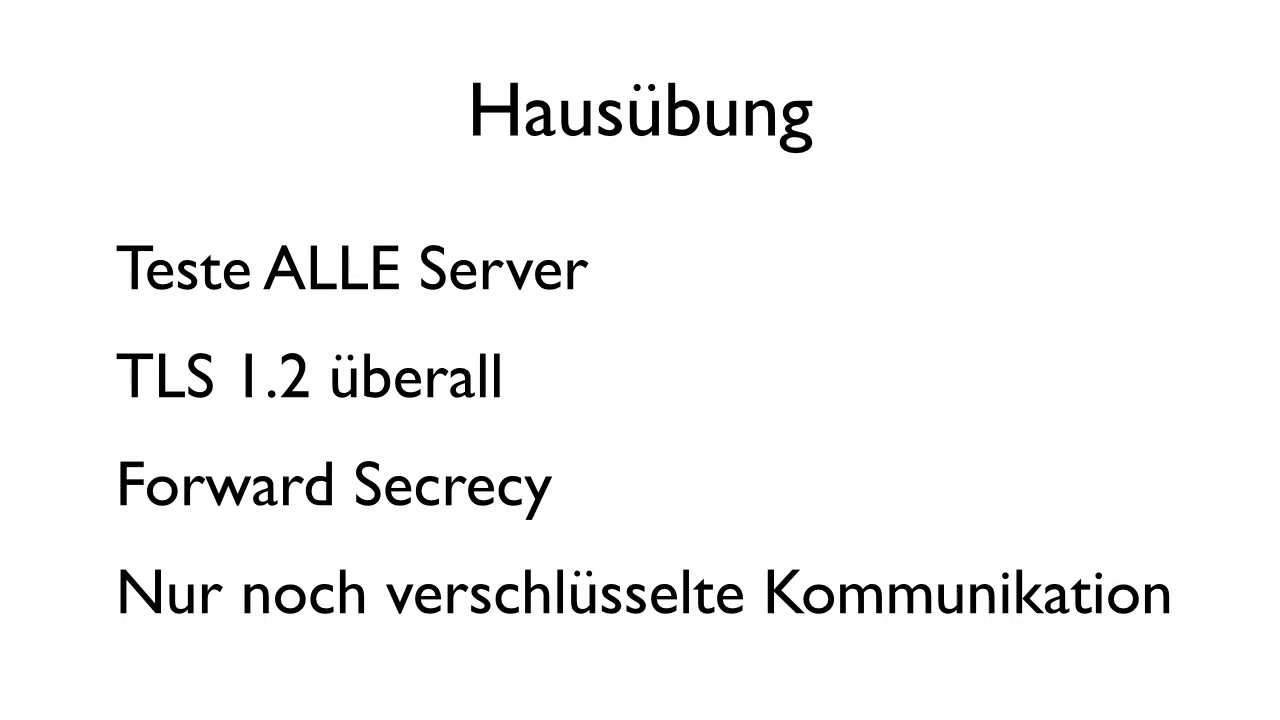 Hausübung
Teste ALLE Server
TLS 1.2 überall
Forward Secrecy
Nur noch verschlüsselte Kommunikation